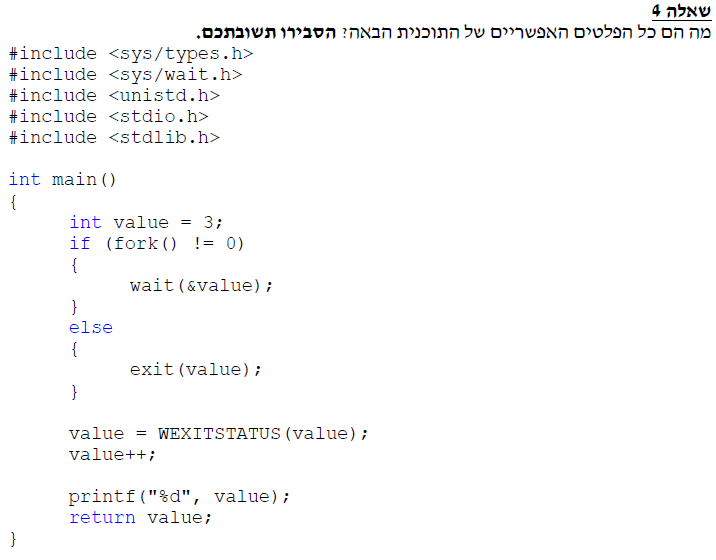 שאלה 4
מה הם כל הפלטים האפשריים של התוכנית הבאה? הסבירו תשובתכם.
#include <sys/types.h>
#include <sys/wait.h>
#include <unistd.h>
#include <stdio.h>
#include <stdlib.h>

int main()
{
      int value = 3;
      if (fork() != 0)
      {
            wait(&value);
      }
      else
      {
            exit(value);
      }

      value = WEXITSTATUS(value);
      value++;

      printf("%d", value);
      return value;
}